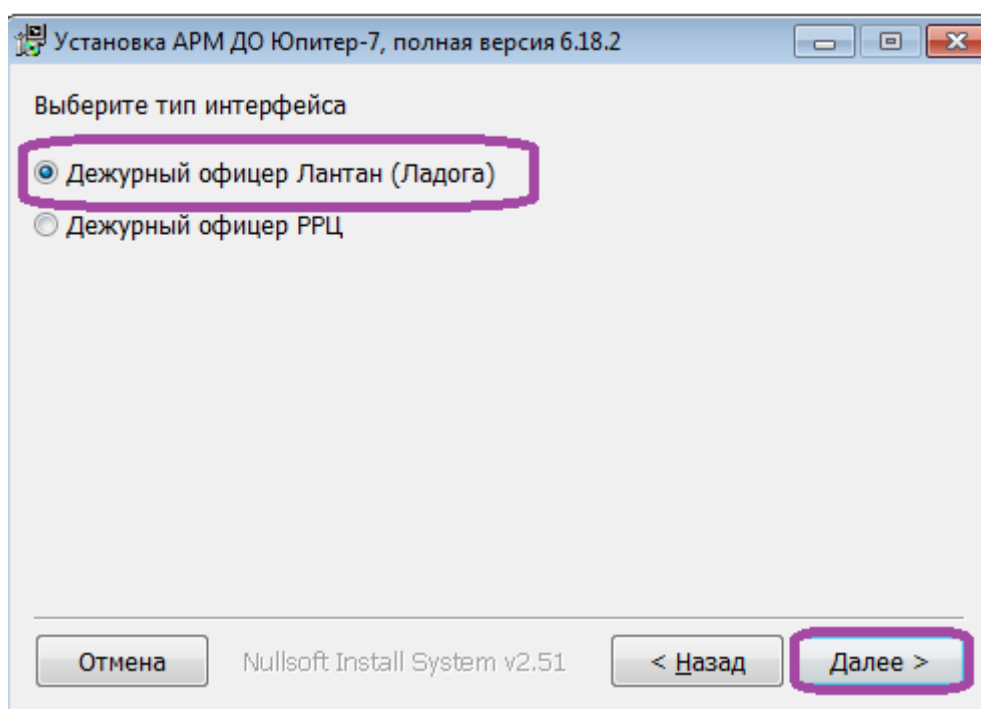 Установка АРМ ДО Юпитер-7, полная версия 6.18.2
Выберите тип интерфейса
Дежурный офицер Лантан (Ладога)
Дежурный офицер РРЦ
Отмена Nullsoft Install System v2.51 < Назад Далее >